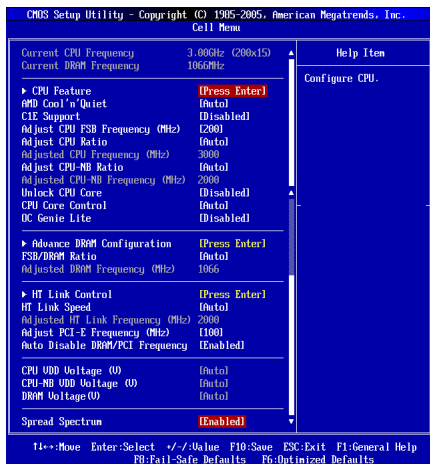 CMOS Setup Utility - Copyright (C) 1985-2005, American Megatrends, Inc.
Cell Menu
Current CPU Frequency 3.00GHz (200x15)
Current DRAM Frequency 1066MHz
Help Item
Configure CPU.
▶ CPU Feature [Press Enter]
AMD Cool'n'Quiet [Auto]
C1E Support [Disabled]
Adjust CPU FSB Frequency (MHz) [200]
Adjust CPU Ratio [Auto]
Adjusted CPU Frequency (MHz) 3000
Adjust CPU-NB Ratio [Auto]
Adjusted CPU-NB Frequency (MHz) 2000
Unlock CPU Core [Disabled]
CPU Core Control [Auto]
OC Genie Lite [Disabled]
▶ Advance DRAM Configuration [Press Enter]
FSB/DRAM Ratio [Auto]
Adjusted DRAM Frequency (MHz) 1066
▶ HT Link Control [Press Enter]
HT Link Speed [Auto]
Adjusted HT Link Frequency (MHz) 2000
Adjust PCI-E Frequency (MHz) [100]
Auto Disable DRAM/PCI Frequency [Enabled]
CPU VDD Voltage (V) [Auto]
CPU-NB VDD Voltage (V) [Auto]
DRAM Voltage(V) [Auto]
Spread Spectrum [Enabled]
↑↓↔:Move Enter:Select +/-/:Value F10:Save ESC:Exit F1:General Help
F8:Fail-Safe Defaults F6:Optimized Defaults